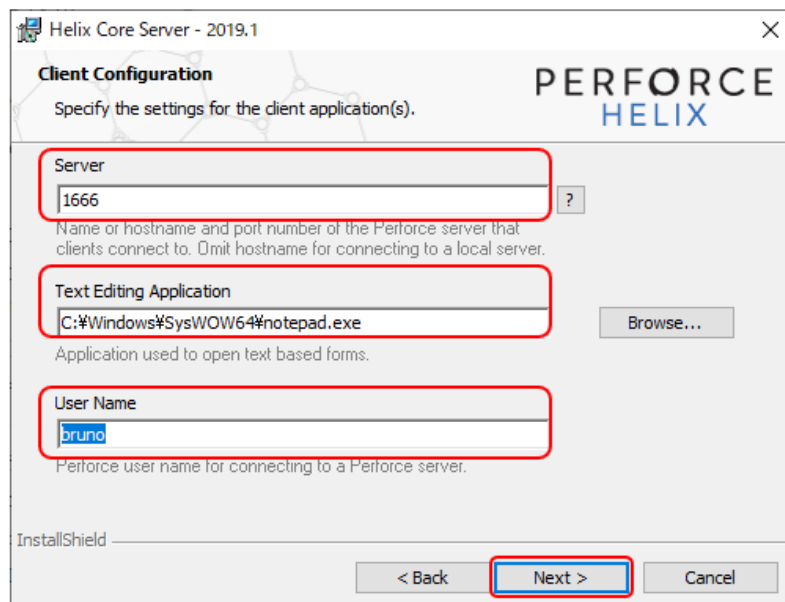 Helix Core Server - 2019.1
Client Configuration
Specify the settings for the client application(s).
PERFORCE
HELIX
Server
1666
?
Name or hostname and port number of the Perforce server that
clients connect to. Omit hostname for connecting to a local server.
Text Editing Application
C:¥Windows¥SysWOW64¥notepad.exe
Browse...
Application used to open text based forms.
User Name
bruno
Perforce user name for connecting to a Perforce server.
InstallShield
< Back
Next >
Cancel